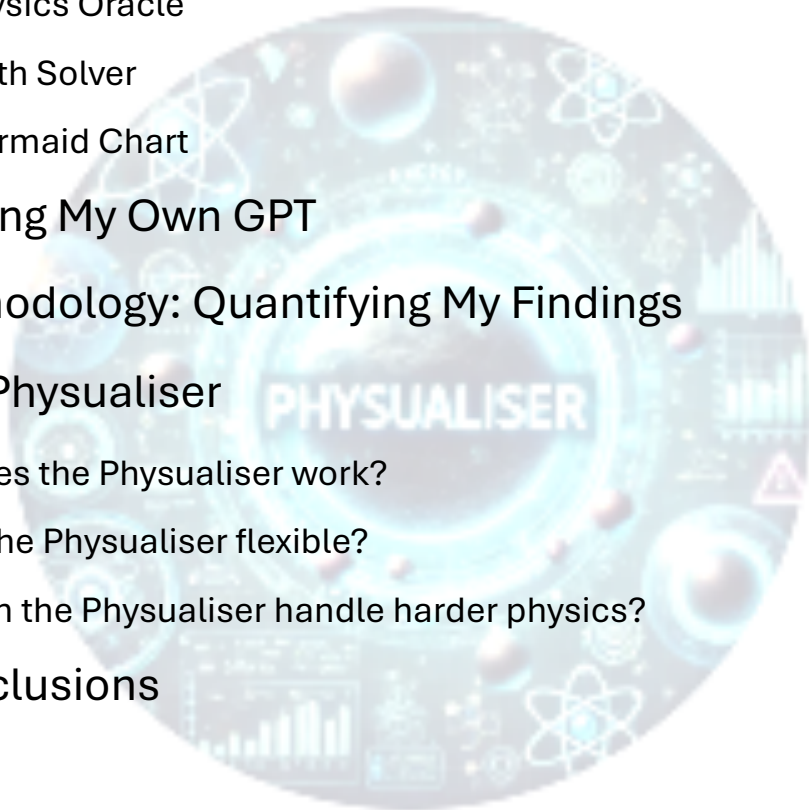 ysics Oracle
th Solver
rmaid Chart
ng My Own GPT
odology: Quantifying My Findings
Physualiser
PHYSUALISER
es the Physualiser work?
he Physualiser flexible?
n the Physualiser handle harder physics?
clusions